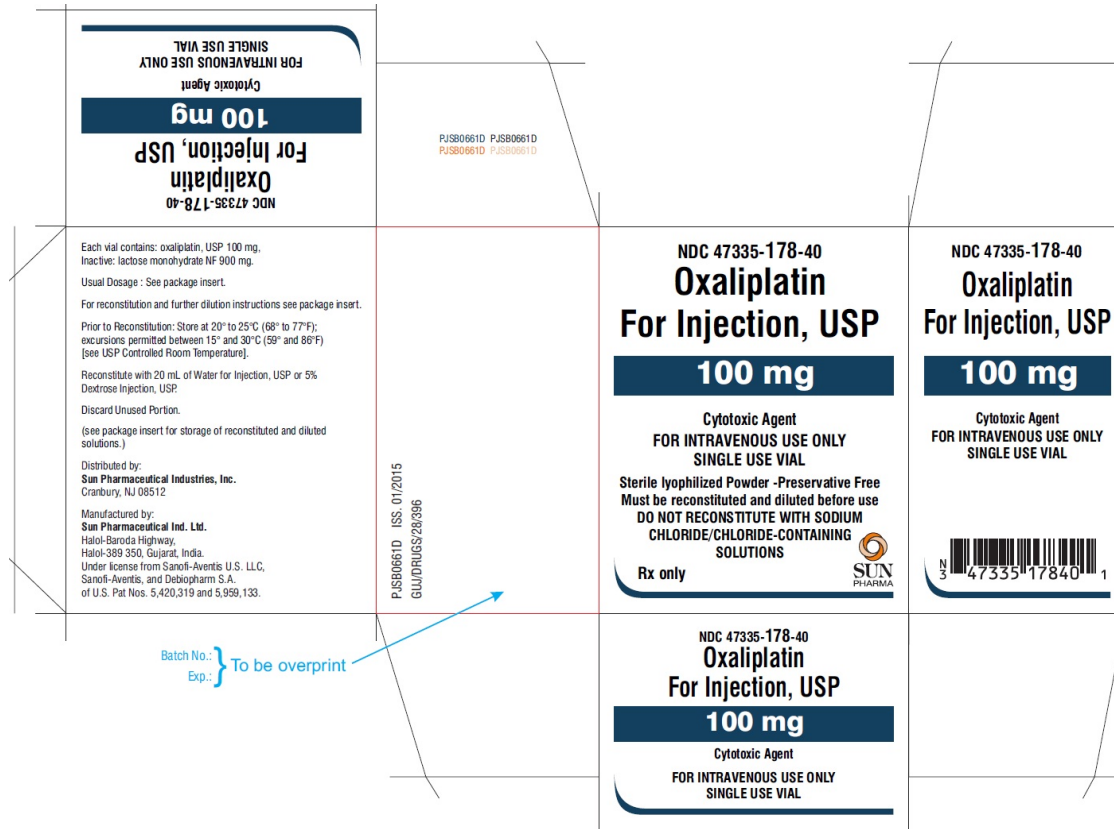 NDC 47335-178-40
Oxaliplatin
For Injection, USP
100 mg
Cytotoxic Agent
FOR INTRAVENOUS USE ONLY
SINGLE USE VIAL
PJSB0661D PJSB0661D
PJSB0661D PJSB0661D
Each vial contains: oxaliplatin, USP 100 mg,
Inactive: lactose monohydrate NF 900 mg.
Usual Dosage : See package insert.
For reconstitution and further dilution instructions see package insert.
Prior to Reconstitution: Store at 20° to 25°C (68° to 77°F);
excursions permitted between 15° and 30°C (59° and 86°F)
[see USP Controlled Room Temperature].
Reconstitute with 20 mL of Water for Injection, USP or 5%
Dextrose Injection, USP.
Discard Unused Portion.
(see package insert for storage of reconstituted and diluted
solutions.)
Distributed by:
Sun Pharmaceutical Industries, Inc.
Cranbury, NJ 08512
Manufactured by:
Sun Pharmaceutical Ind. Ltd.
Halol-Baroda Highway,
Halol-389 350, Gujarat, India.
Under license from Sanofi-Aventis U.S. LLC,
Sanofi-Aventis, and Debiopharm S.A.
of U.S. Pat Nos. 5,420,319 and 5,959,133.
PJSB0661D ISS. 01/2015
GUJ/DRUGS/28/396
Batch No.:
Exp.:
To be overprint
NDC 47335-178-40
Oxaliplatin
For Injection, USP
100 mg
Cytotoxic Agent
FOR INTRAVENOUS USE ONLY
SINGLE USE VIAL
Sterile lyophilized Powder -Preservative Free
Must be reconstituted and diluted before use
DO NOT RECONSTITUTE WITH SODIUM
CHLORIDE/CHLORIDE-CONTAINING
SOLUTIONS
Rx only
SUN
PHARMA
NDC 47335-178-40
Oxaliplatin
For Injection, USP
100 mg
Cytotoxic Agent
FOR INTRAVENOUS USE ONLY
SINGLE USE VIAL
N
3 47335 17840 1
NDC 47335-178-40
Oxaliplatin
For Injection, USP
100 mg
Cytotoxic Agent
FOR INTRAVENOUS USE ONLY
SINGLE USE VIAL